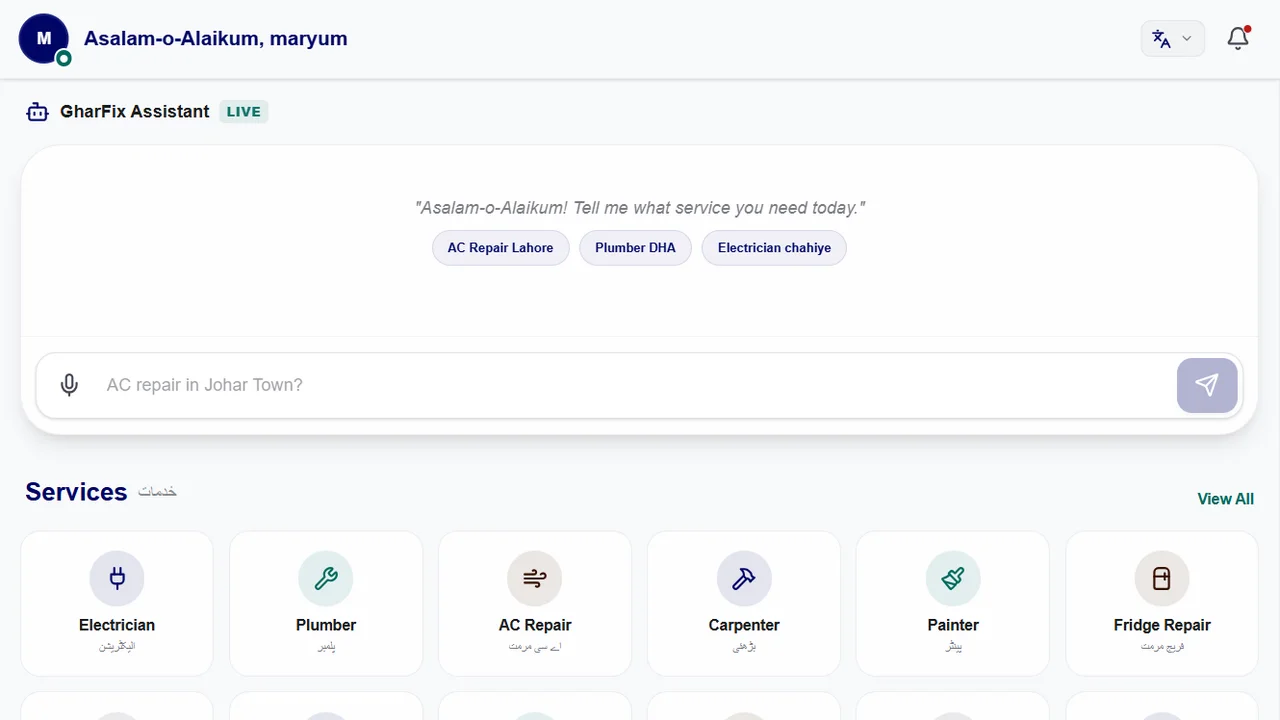 M
Asalam-o-Alaikum, maryum
GharFix Assistant LIVE
"Asalam-o-Alaikum! Tell me what service you need today."
AC Repair Lahore Plumber DHA Electrician chahiye
AC repair in Johar Town?
Services خدمات
View All
Electrician Plumber AC Repair Carpenter Painter Fridge Repair
الیکٹریشن پلمبر اے سی مرمت بڑھئی پینٹر فریج مرمت